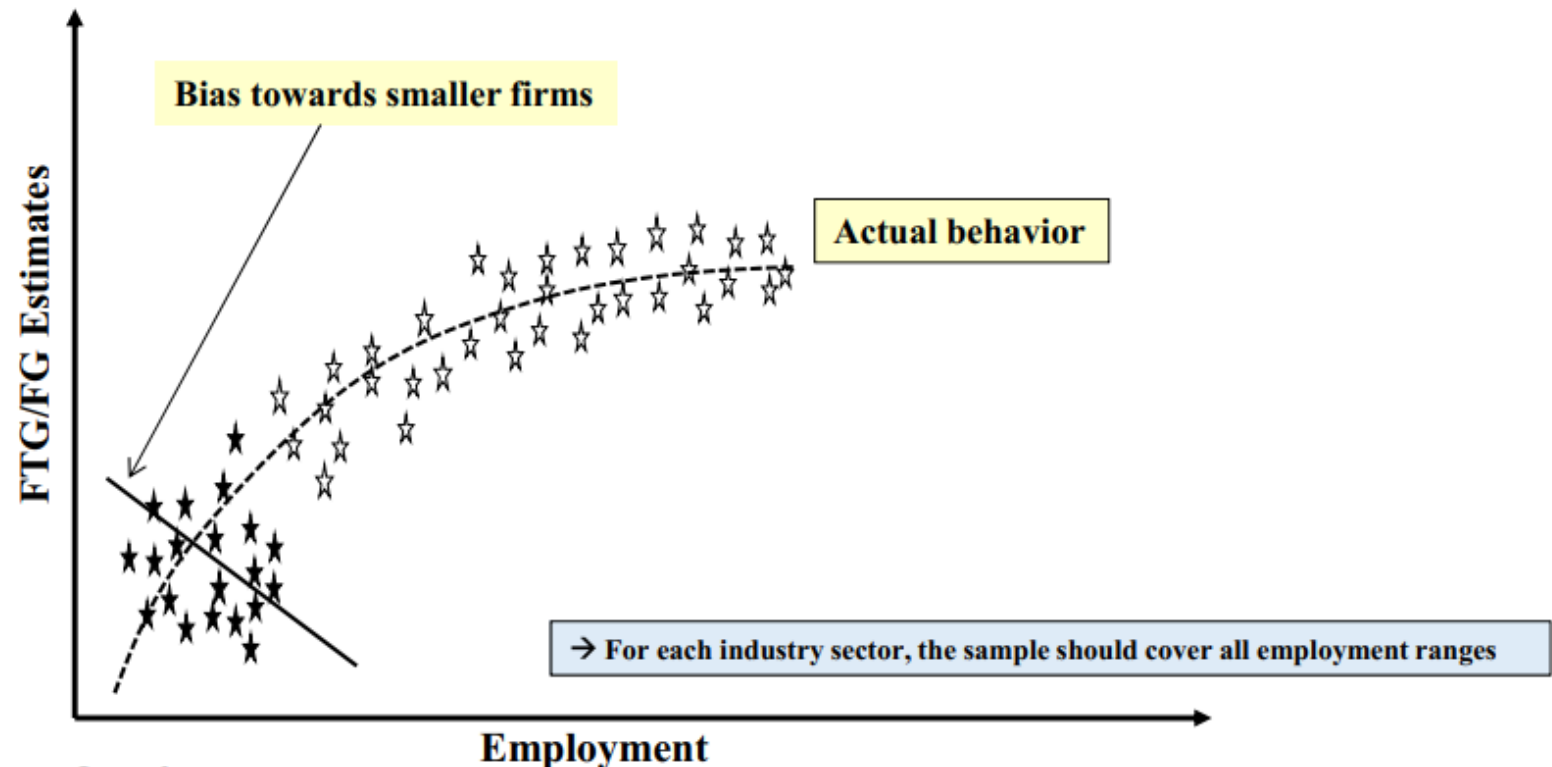 Bias towards smaller firms
Actual behavior
FTG/FG Estimates
→ For each industry sector, the sample should cover all employment ranges
Employment